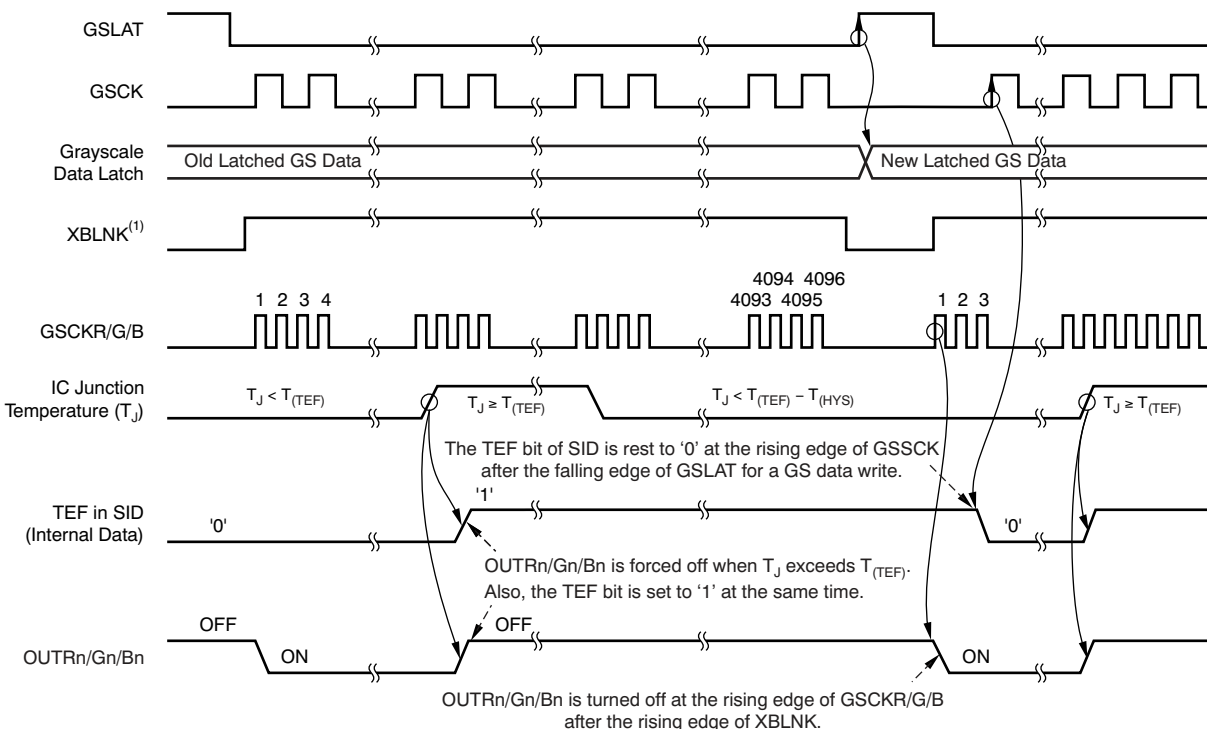 GSLAT
GSCK
Grayscale
Data Latch
Old Latched GS Data
New Latched GS Data
XBLNK(1)
4094 4096
1 2 3 4
4093 4095
1 2 3
GSCKR/G/B
IC Junction
Temperature (TJ)
TJ < T(TEF)
TJ ≥ T(TEF)
TJ < T(TEF) – T(HYS)
TJ ≥ T(TEF)
The TEF bit of SID is rest to ‘0’ at the rising edge of GSSCK
after the falling edge of GSLAT for a GS data write.
TEF in SID
(Internal Data)
'0'
'1'
'0'
OUTRn/Gn/Bn is forced off when TJ exceeds T(TEF).
Also, the TEF bit is set to ‘1’ at the same time.
OUTRn/Gn/Bn
OFF
ON
OFF
ON
OUTRn/Gn/Bn is turned off at the rising edge of GSCKR/G/B
after the rising edge of XBLNK.